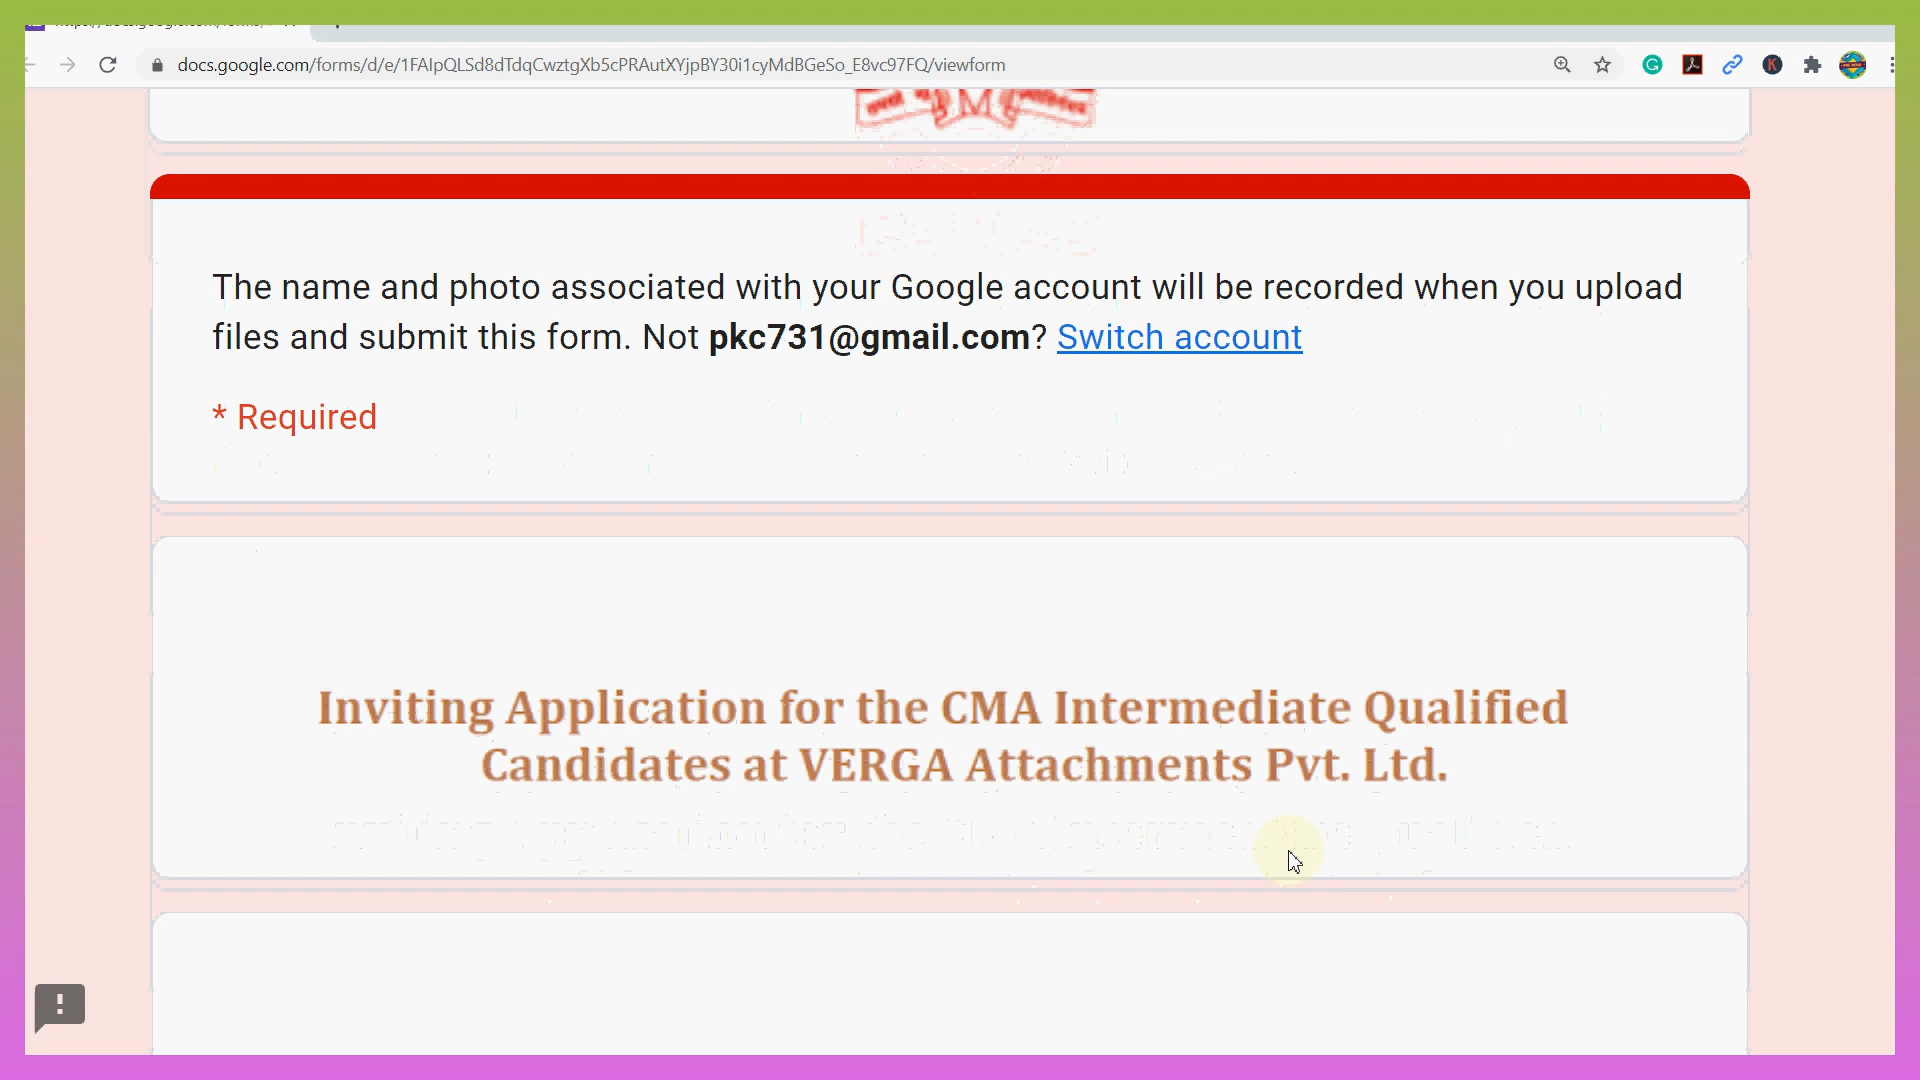 docs.google.com/forms/d/e/1FAIpQLSd8dTdqCwztgXb5cPRAutXYjpBY30i1cyMdBGeSo_E8vc97FQ/viewform
M
The name and photo associated with your Google account will be recorded when you upload
files and submit this form. Not pkc731@gmail.com? Switch account
* Required
Inviting Application for the CMA Intermediate Qualified
Candidates at VERGA Attachments Pvt. Ltd.